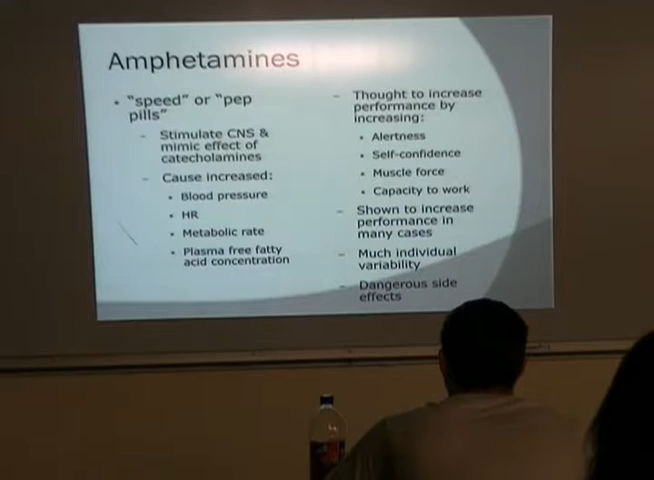 Amphetamines
• "speed" or "pep
pills"
– Stimulate CNS &
mimic effect of
catecholamines
– Cause increased:
• Blood pressure
• HR
• Metabolic rate
• Plasma free fatty
acid concentration
– Thought to increase
performance by
increasing:
• Alertness
• Self-confidence
• Muscle force
• Capacity to work
– Shown to increase
performance in
many cases
– Much individual
variability
– Dangerous side
effects